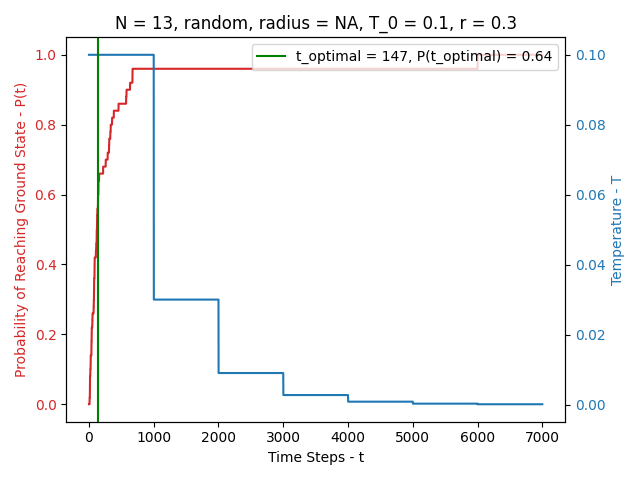 N = 13, random, radius = NA, T_0 = 0.1, r = 0.3
t_optimal = 147, P(t_optimal) = 0.64
Probability of Reaching Ground State - P(t)
1.0
0.8
0.6
0.4
0.2
0.0
0.10
0.08
0.06
0.04
0.02
0.00
Temperature - T
0 1000 2000 3000 4000 5000 6000 7000
Time Steps - t